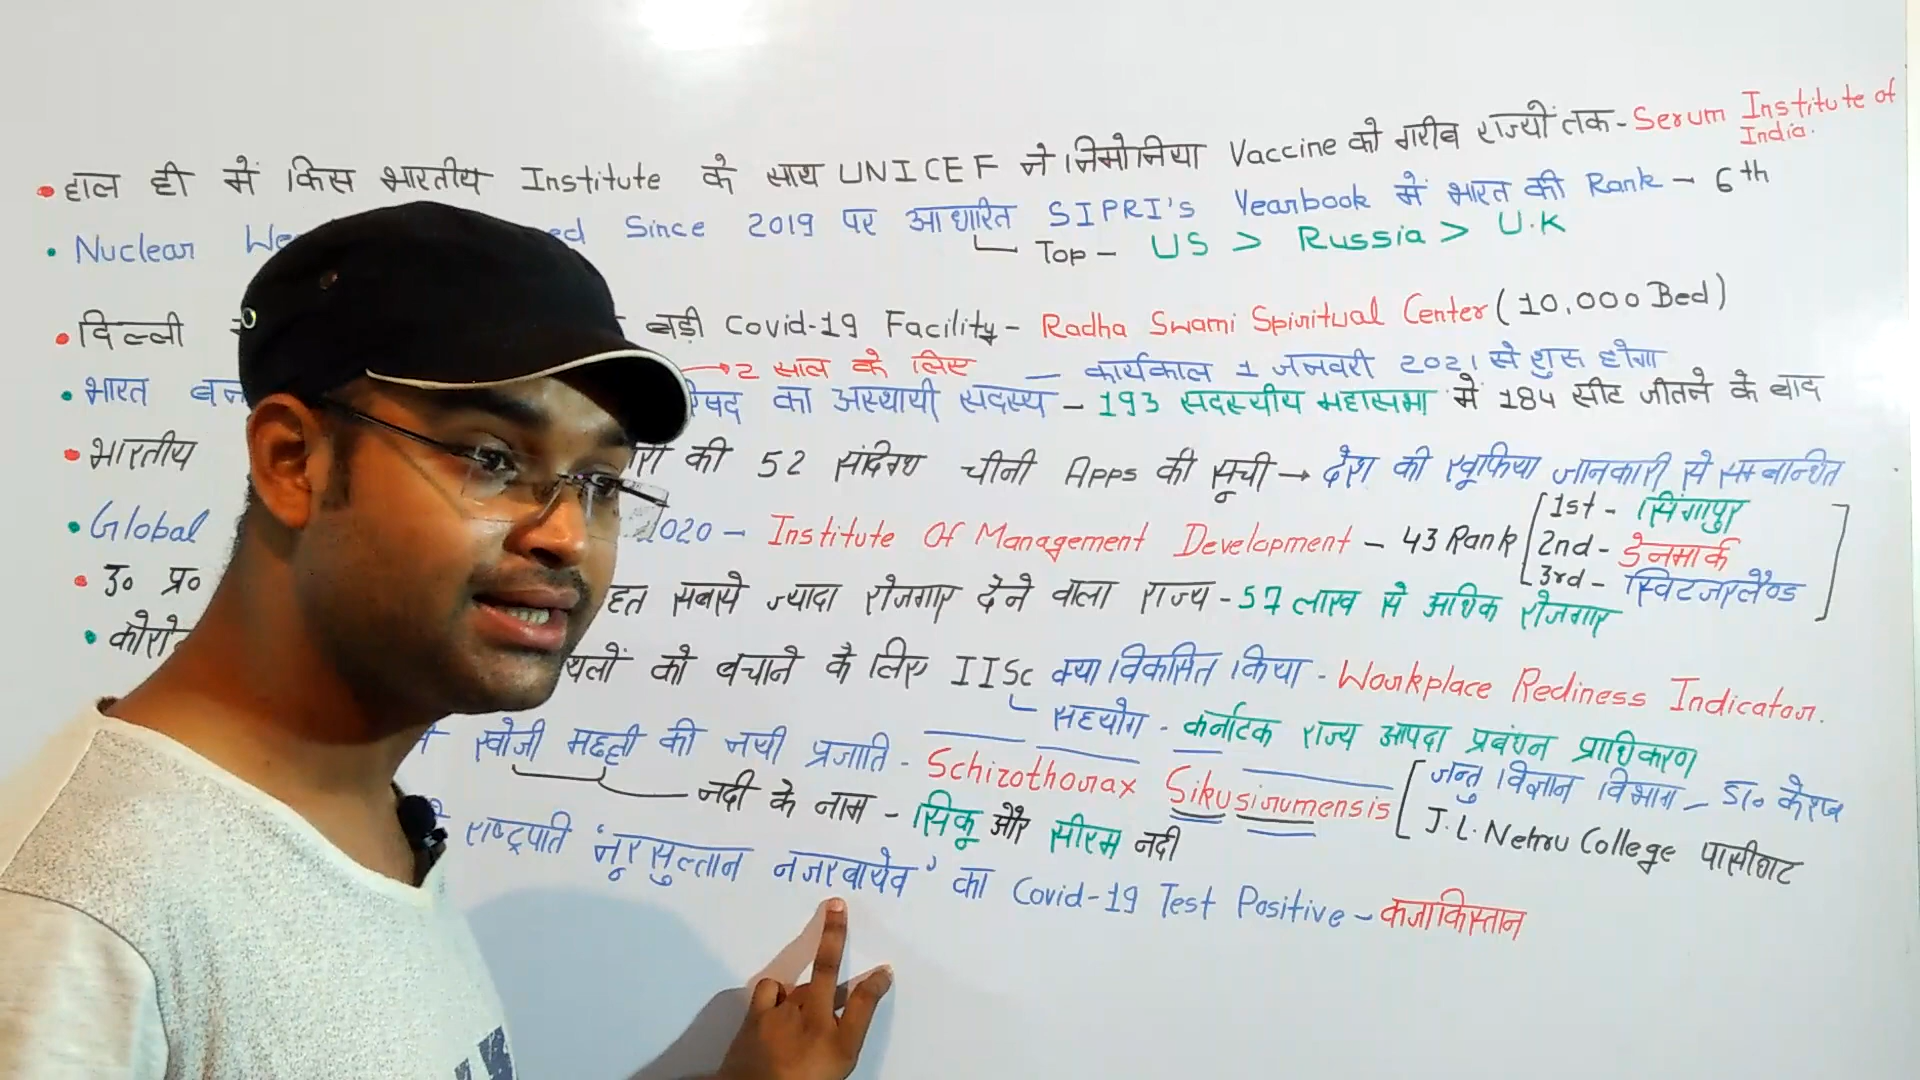 हाल ही में किस भारतीय Institute के साथ UNICEF ने निमोनिया Vaccine को गरीब राज्यों तक - Serum Institute of India.
Nuclear ed Since 2019 पर आधारित SIPRI's Yearbook में भारत की Rank - 6th
Top - US > Russia > U.K
दिल्ली बड़ी Covid-19 Facility - Radha Swami Spiritual Center (10,000 Bed)
2 साल के लिए - कार्यकाल 1 जनवरी 2021 से शुरू होगा
भारत का अस्थायी सदस्य - 193 सदस्यीय महासभा में 184 सीट जीतने के बाद
भारतीय की 52 संदिग्ध चीनी Apps की सूची → देश की खूफिया जानकारी से सम्बान्धित
Global 2020 - Institute Of Management Development - 43 Rank
1st - सिंगापुर
2nd - डेनमार्क
3rd - स्विटजरलैण्ड
उ० प्र० हत सबसे ज्यादा रोजगार देने वाला राज्य - 57 लाख से अधिक रोजगार
कोरो यलों को बचाने के लिए IISc क्या विकसित किया - Workplace Rediness Indicator.
सहयोग - कर्नाटक राज्य आपदा प्रबंधन प्राधिकरण
खोजी मछली की नयी प्रजाति - Schizothorax Sikusirumensis
जन्तु विज्ञान विभाग - डा० केशव
J.L. Nehru College पासीघाट
नदी के नाम - सिकू और सीरम नदी
राष्ट्रपति 'नूरसुल्तान नजरबायेव' का Covid-19 Test Positive - कजाकिस्तान